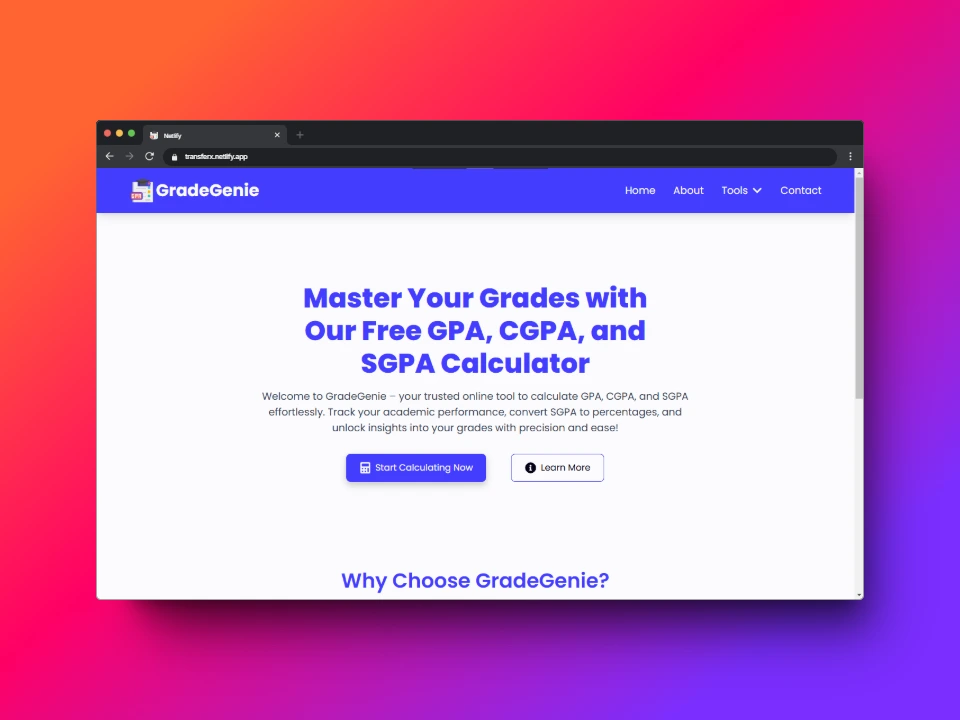 Netlify
transferx.netlify.app
GradeGenie
Home About Tools Contact
Master Your Grades with
Our Free GPA, CGPA, and
SGPA Calculator
Welcome to GradeGenie – your trusted online tool to calculate GPA, CGPA, and SGPA
effortlessly. Track your academic performance, convert SGPA to percentages, and
unlock insights into your grades with precision and ease!
Start Calculating Now Learn More
Why Choose GradeGenie?